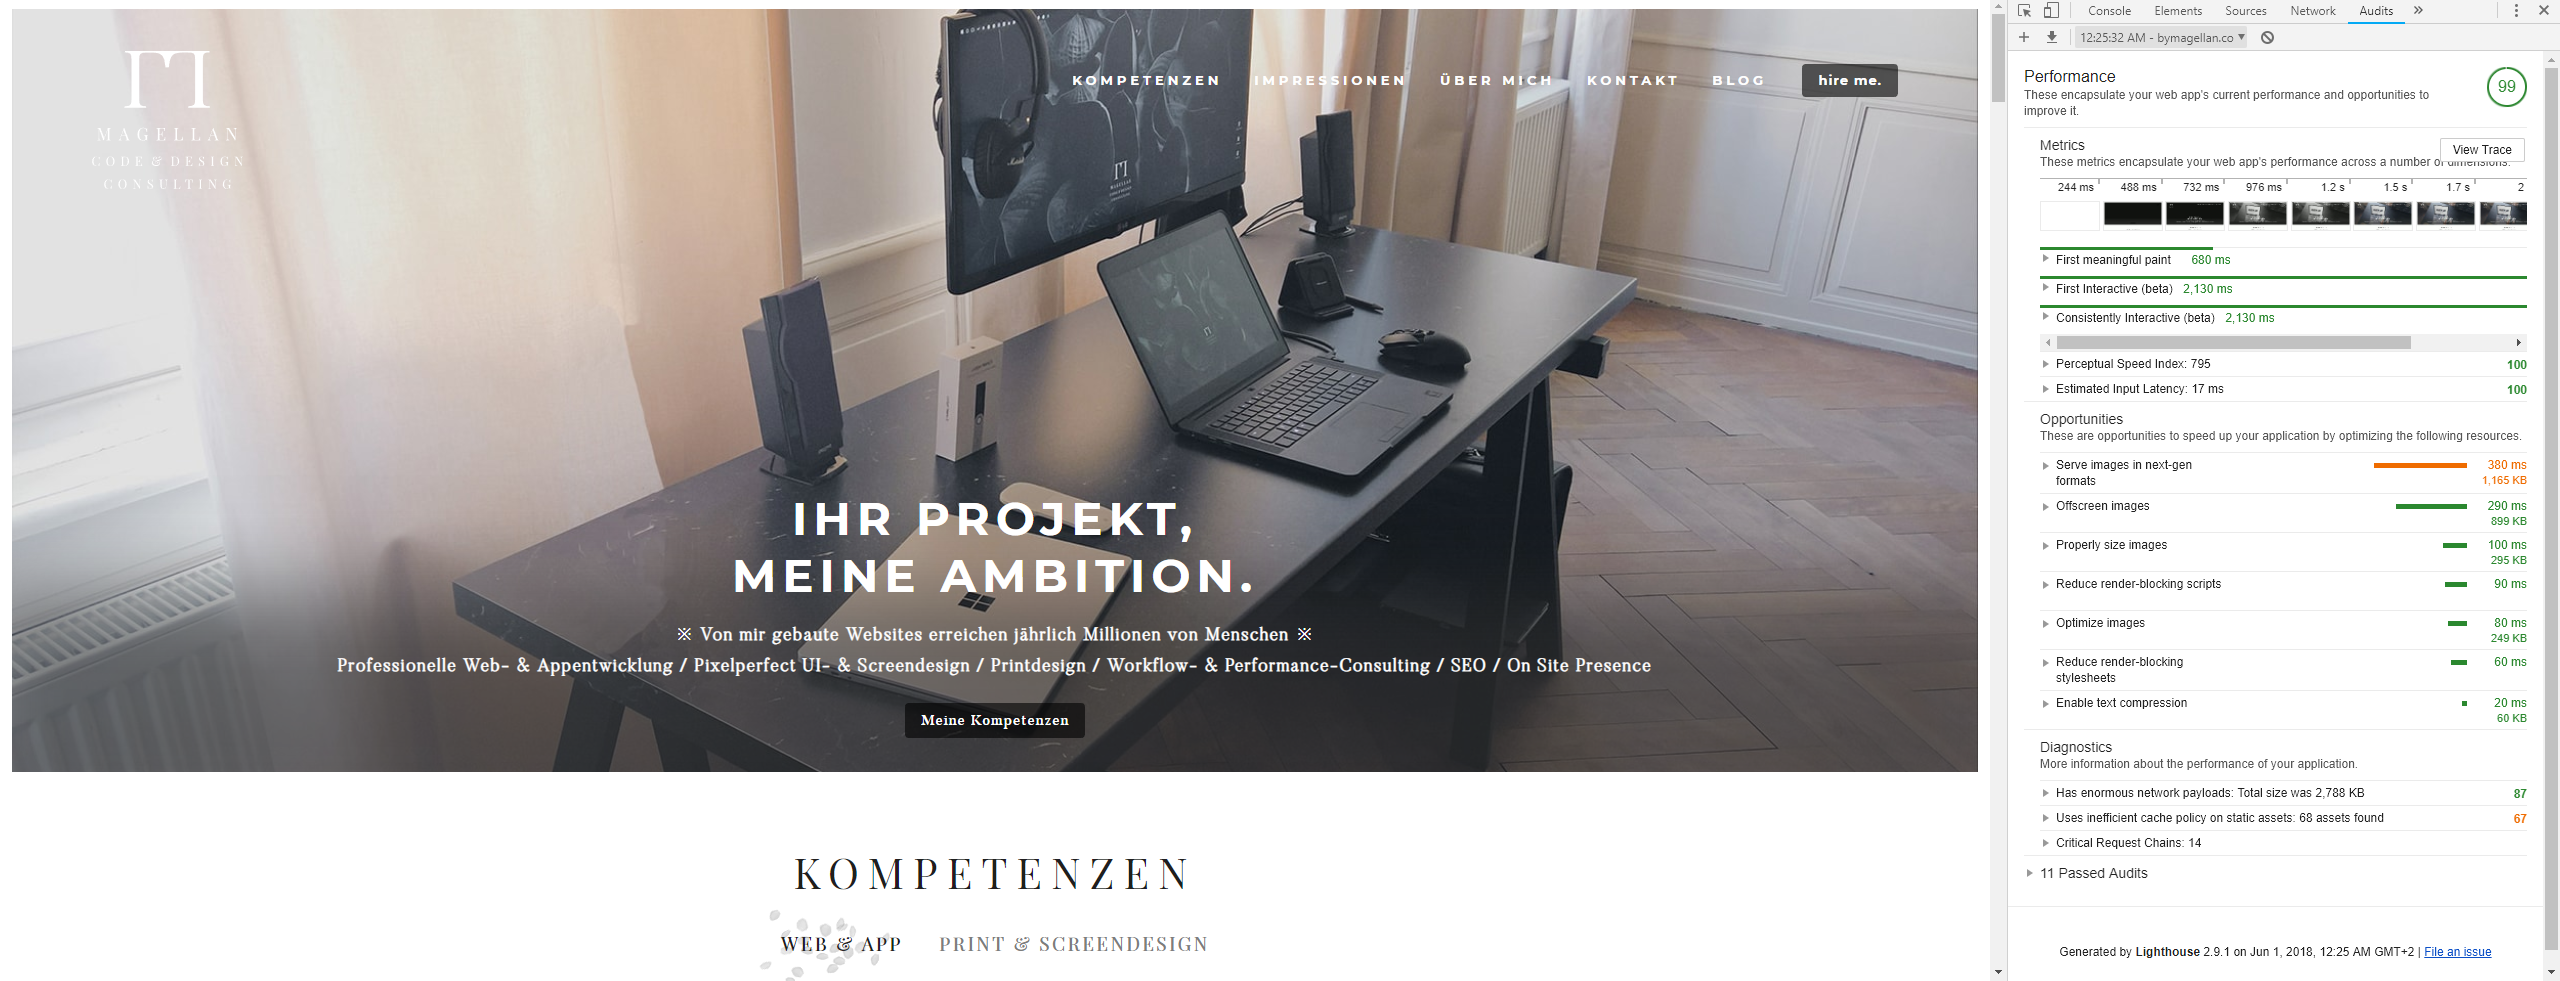 MAGELLAN
CODE & DESIGN
CONSULTING
KOMPETENZEN IMPRESSIONEN ÜBER MICH KONTAKT BLOG hire me.
IHR PROJEKT,
MEINE AMBITION.
※ Von mir gebaute Websites erreichen jährlich Millionen von Menschen ※
Professionelle Web- & Appentwicklung / Pixelperfect UI- & Screendesign / Printdesign / Workflow- & Performance-Consulting / SEO / On Site Presence
Meine Kompetenzen
KOMPETENZEN
WEB & APP PRINT & SCREENDESIGN
Console Elements Sources Network Audits
12:25:32 AM - bymagellan.co
Performance
These encapsulate your web app's current performance and opportunities to
improve it.
99
Metrics
View Trace
These metrics encapsulate your web app's performance across a number of dimensions.
244 ms 488 ms 732 ms 976 ms 1.2 s 1.5 s 1.7 s 2
First meaningful paint 680 ms
First Interactive (beta) 2,130 ms
Consistently Interactive (beta) 2,130 ms
Perceptual Speed Index: 795 100
Estimated Input Latency: 17 ms 100
Opportunities
These are opportunities to speed up your application by optimizing the following resources.
Serve images in next-gen 380 ms
formats 1,165 KB
Offscreen images 290 ms
899 KB
Properly size images 100 ms
295 KB
Reduce render-blocking scripts 90 ms
Optimize images 80 ms
249 KB
Reduce render-blocking 60 ms
stylesheets
Enable text compression 20 ms
60 KB
Diagnostics
More information about the performance of your application.
Has enormous network payloads: Total size was 2,788 KB 87
Uses inefficient cache policy on static assets: 68 assets found 67
Critical Request Chains: 14
11 Passed Audits
Generated by Lighthouse 2.9.1 on Jun 1, 2018, 12:25 AM GMT+2 | File an issue